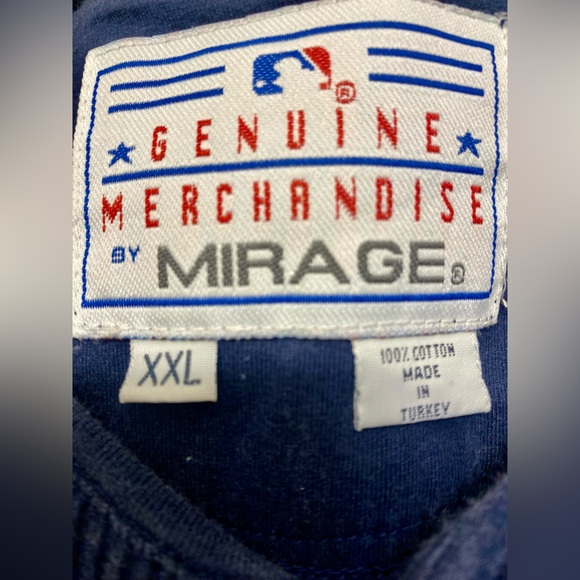 ®
GENUINE
MERCHANDISE
BY MIRAGE®
XXL
100% COTTON
MADE
IN
TURKEY